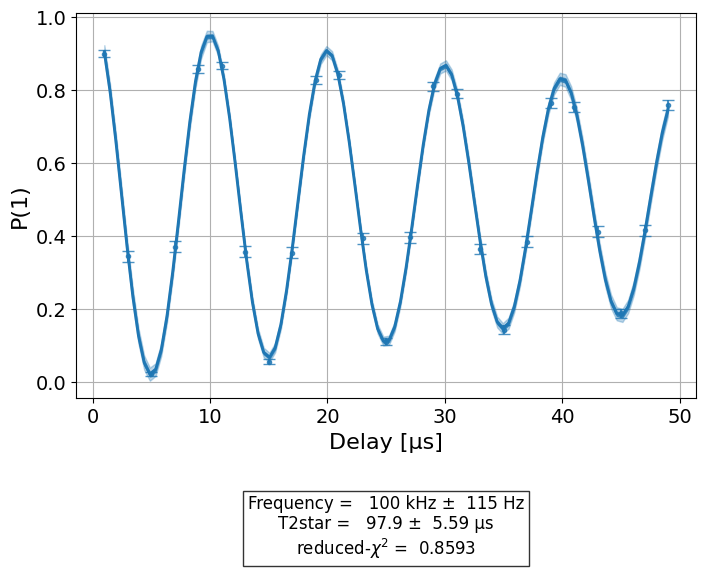 1.0
0.8
0.6
0.4
0.2
0.0
P(1)
0 10 20 30 40 50
Delay [µs]
Frequency = 100 kHz ± 115 Hz
T2star = 97.9 ± 5.59 µs
reduced-χ² = 0.8593